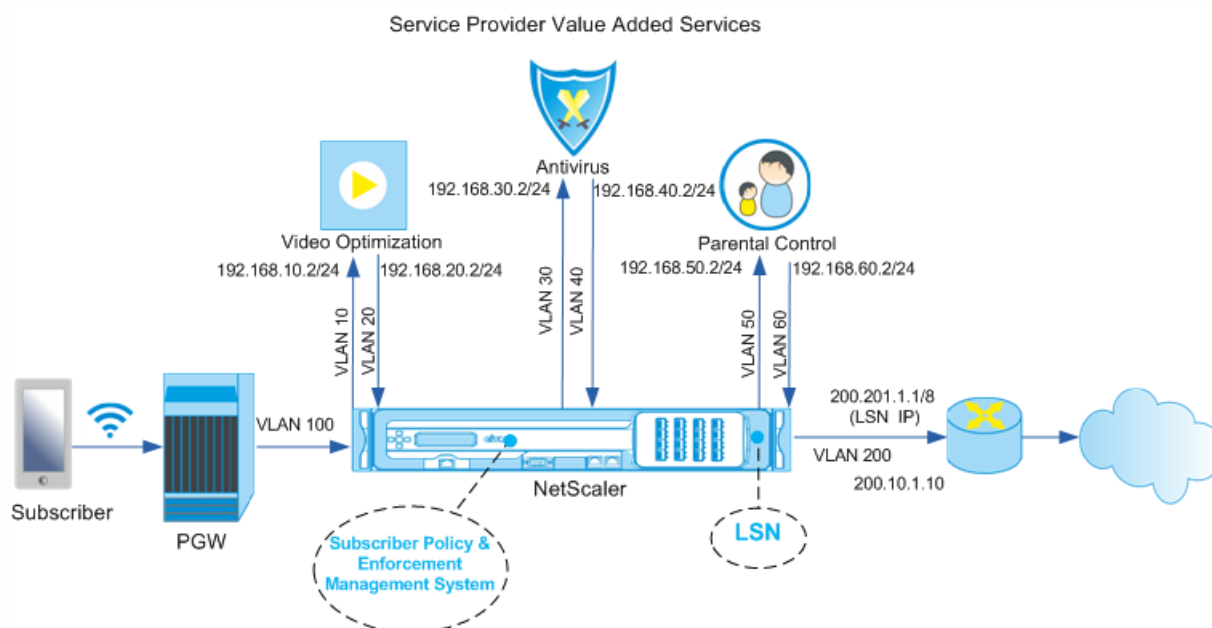 Service Provider Value Added Services
Antivirus
192.168.30.2/24
192.168.40.2/24
Video Optimization
192.168.10.2/24
192.168.20.2/24
Parental Control
192.168.50.2/24
192.168.60.2/24
VLAN 10
VLAN 20
VLAN 30
VLAN 40
VLAN 50
VLAN 60
VLAN 100
200.201.1.1/8
(LSN IP)
VLAN 200
200.10.1.10
Subscriber
PGW
NetScaler
Subscriber Policy &
Enforcement
Management System
LSN